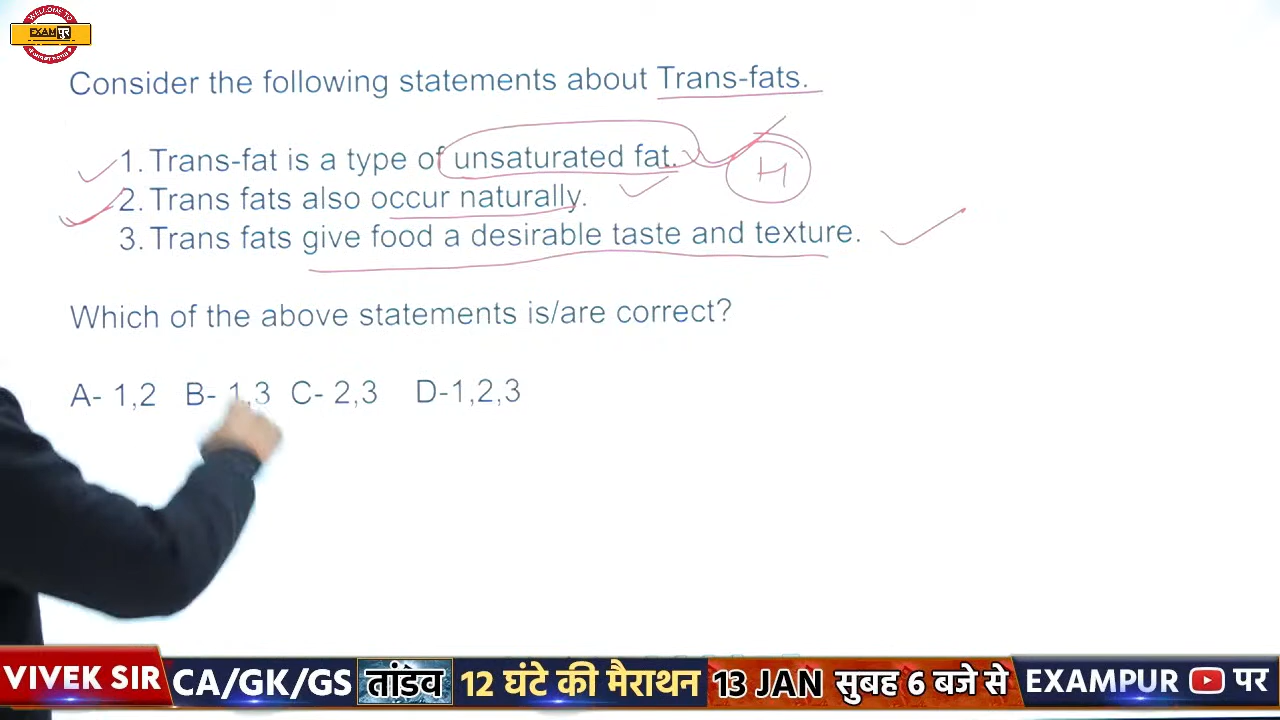 WELCOME TO
EXAMपुर
Consider the following statements about Trans-fats.
1. Trans-fat is a type of unsaturated fat.
H
2. Trans fats also occur naturally.
3. Trans fats give food a desirable taste and texture.
Which of the above statements is/are correct?
A- 1,2 B- 1,3 C- 2,3 D-1,2,3
VIVEK SIR CA/GK/GS तांडव 12 घंटे की मैराथन 13 JAN सुबह 6 बजे से EXAMPUR पर